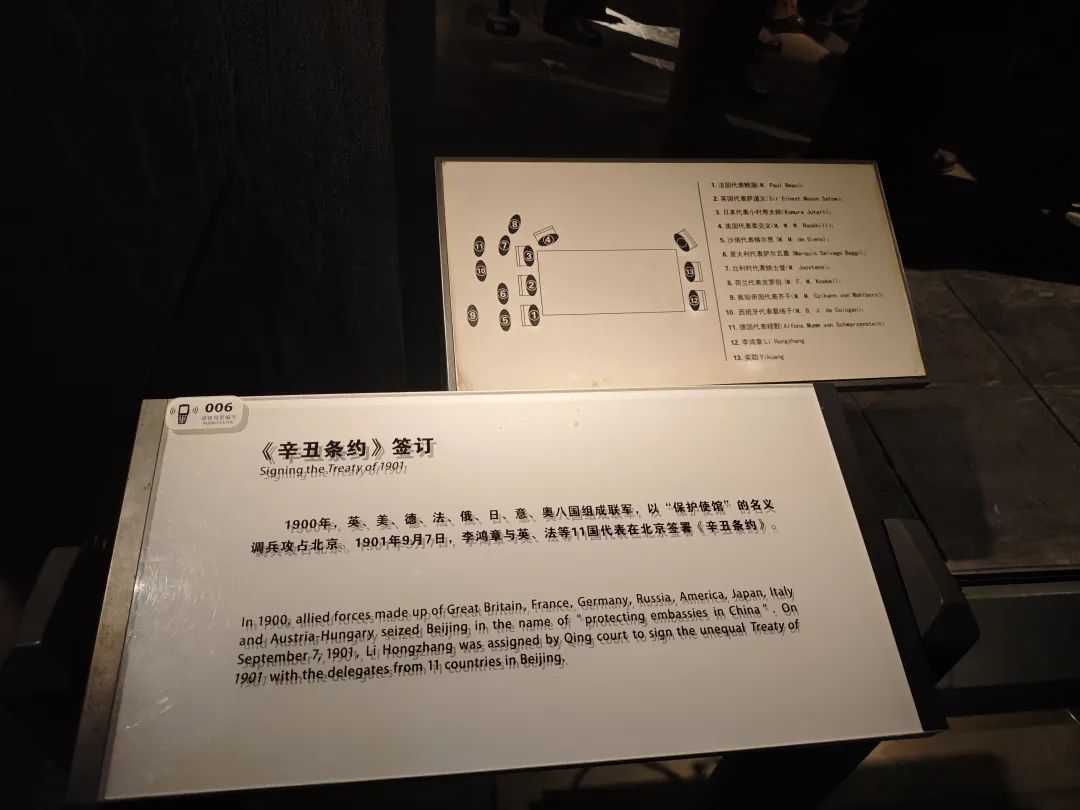 1. 法国代表鲍渥(M. Paul Beau);
2. 英国代表萨道义(Sir Ernest Mason Satow);
3. 日本代表小村寿太郎(Komura Jutarō);
4. 美国代表柔克义(M. W. W. Rockhill);
5. 沙俄代表格尔思 (M. M. de Giers);
6. 意大利代表萨尔瓦葛 (Marquis Salvago Raggi);
7. 比利时代表姚士登(M. Joostens);
8. 荷兰代表克罗伯 (M. F. M. Knobel);
9. 奥匈帝国代表齐干(M. M. Czikann von Wahlborn);
10. 西班牙代表葛络干(M. B. J. de Cologan);
11. 德国代表穆默(Alfons Mumm von Schwarzenstein)
12. 李鸿章 Li Hongzhang
13. 奕劻 Yikuang
8
11
7
(4)
3
10
13
2
6
12
9
5
1
006
语音导览编号
AUDIO GUIDE
《辛丑条约》签订
Signing the Treaty of 1901
1900年，英、美、德、法、俄、日、意、奥八国组成联军，以“保护使馆”的名义
调兵攻占北京。1901年9月7日，李鸿章与英、法等11国代表在北京签署《辛丑条约》。
In 1900, allied forces made up of Great Britain, France, Germany, Russia, America, Japan, Italy
and Austria-Hungary seized Beijing in the name of "protecting embassies in China". On
September 7, 1901, Li Hongzhang was assigned by Qing court to sign the unequal Treaty of
1901 with the delegates from 11 countries in Beijing.